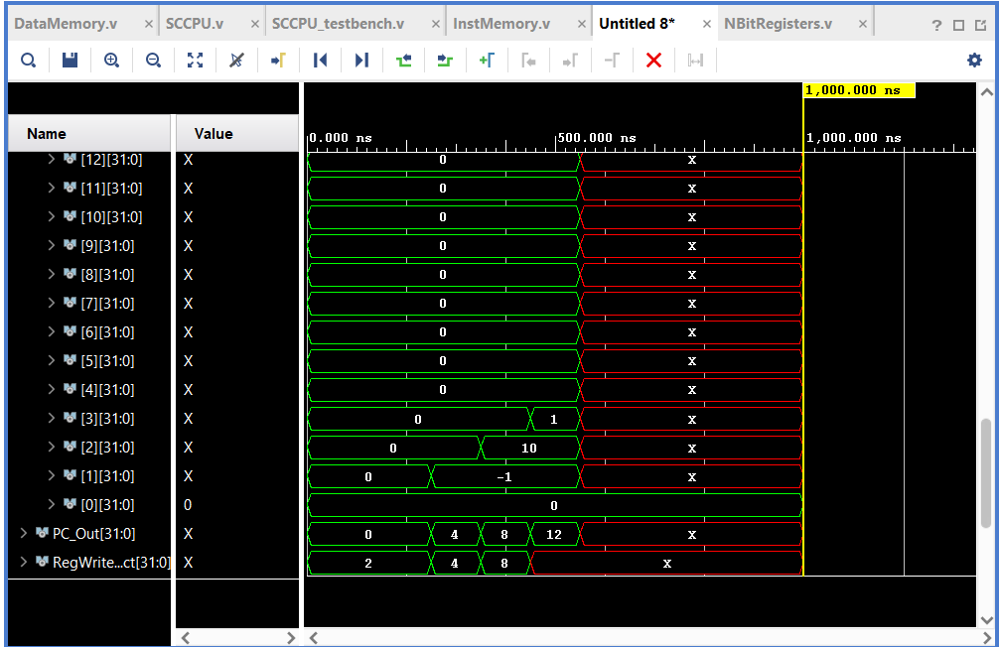 DataMemory.v × SCCPU.v × SCCPU_testbench.v × InstMemory.v × Untitled 8* × NBitRegisters.v × ?
1,000.000 ns
Name Value 0.000 ns 500.000 ns 1,000.000 ns
[12][31:0] X 0 X
[11][31:0] X 0 X
[10][31:0] X 0 X
[9][31:0] X 0 X
[8][31:0] X 0 X
[7][31:0] X 0 X
[6][31:0] X 0 X
[5][31:0] X 0 X
[4][31:0] X 0 X
[3][31:0] X 0 1 X
[2][31:0] X 0 10 X
[1][31:0] X 0 -1 X
[0][31:0] 0 0
PC_Out[31:0] X 0 4 8 12 X
RegWrite...ct[31:0] X 2 4 8 X